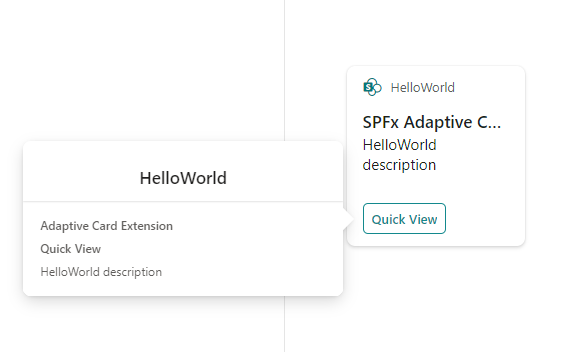 HelloWorld
SPFx Adaptive C...
HelloWorld
description
Quick View
HelloWorld
Adaptive Card Extension
Quick View
HelloWorld description